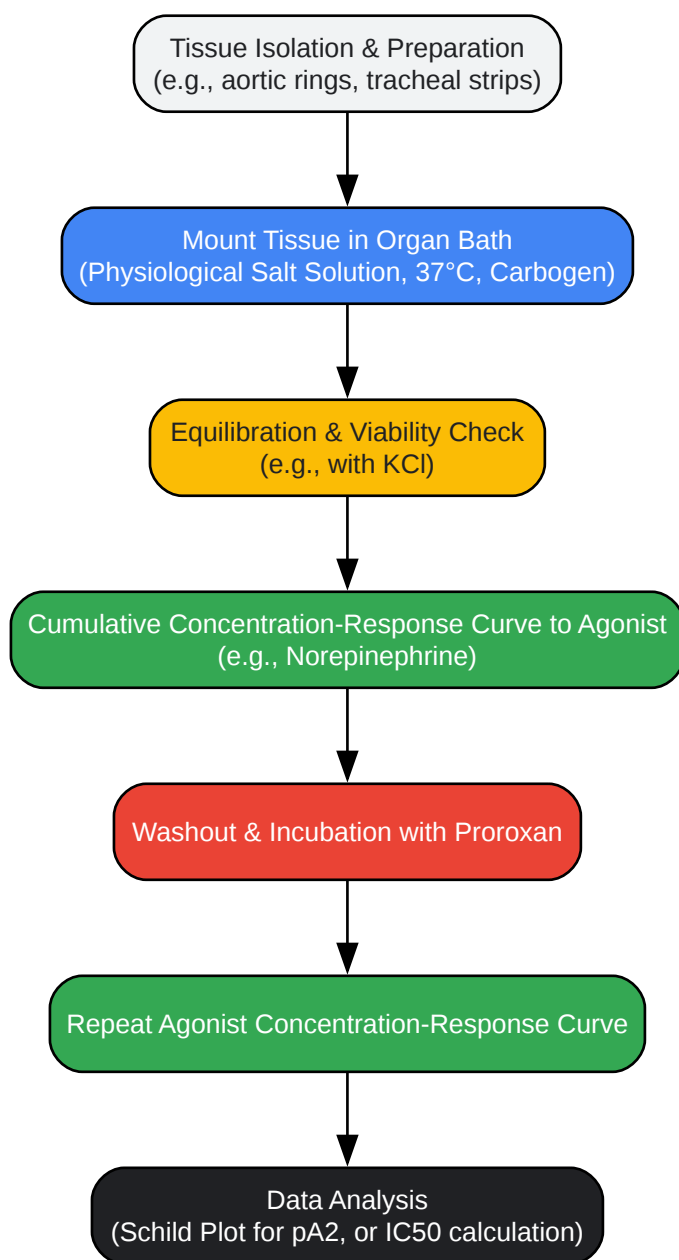 Tissue Isolation & Preparation
(e.g., aortic rings, tracheal strips)
Mount Tissue in Organ Bath
(Physiological Salt Solution, 37°C, Carbogen)
Equilibration & Viability Check
(e.g., with KCl)
Cumulative Concentration-Response Curve to Agonist
(e.g., Norepinephrine)
Washout & Incubation with Proroxan
Repeat Agonist Concentration-Response Curve
Data Analysis
(Schild Plot for pA2, or IC50 calculation)